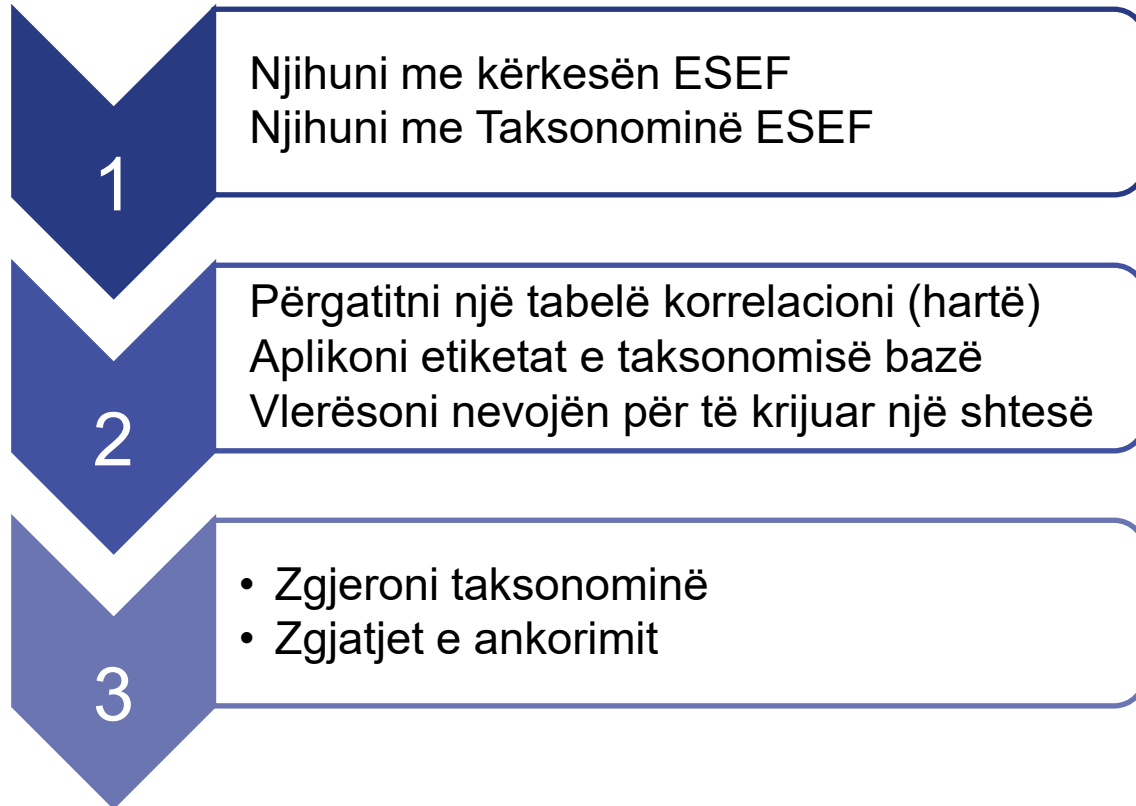 1
Njihuni me kërkesën ESEF
Njihuni me Taksonominë ESEF
2
Përgatitni një tabelë korrelacioni (hartë)
Aplikoni etiketat e taksonomisë bazë
Vlerësoni nevojën për të krijuar një shtesë
3
• Zgjeroni taksonominë
• Zgjatjet e ankorimit